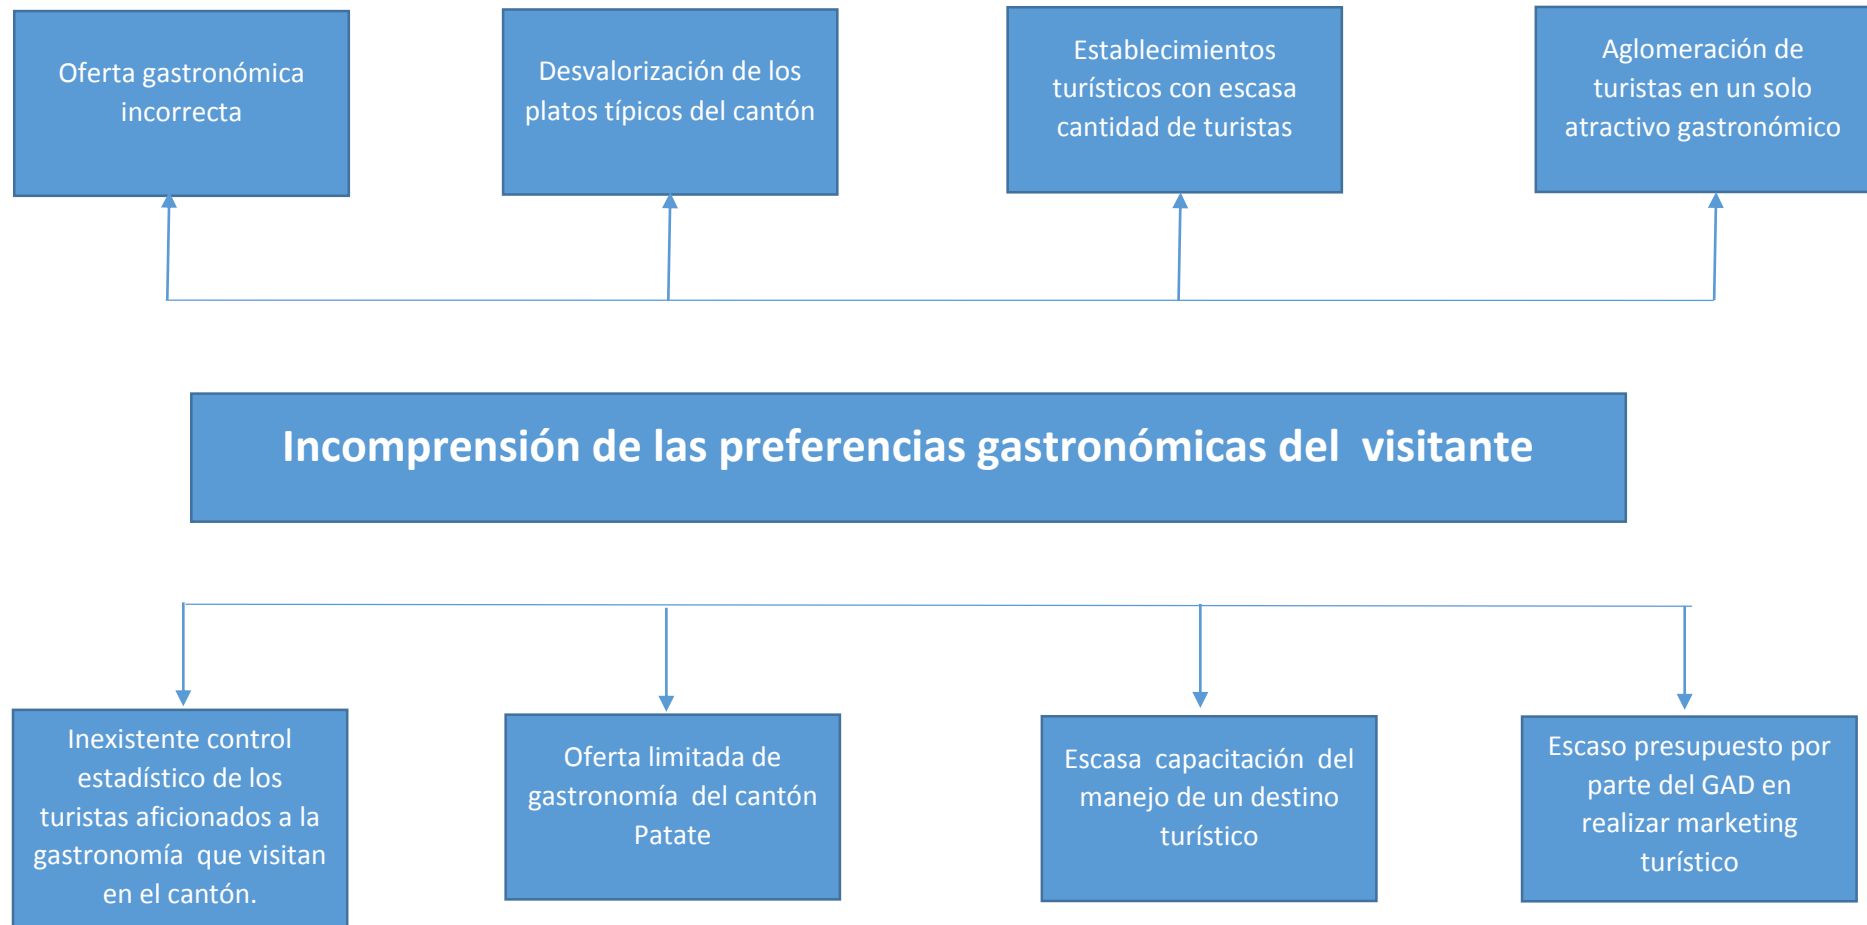 Oferta gastronómica
incorrecta
Desvalorización de los
platos típicos del cantón
Establecimientos
turísticos con escasa
cantidad de turistas
Aglomeración de
turistas en un solo
atractivo gastronómico
Incomprensión de las preferencias gastronómicas del  visitante
Inexistente control
estadístico de los
turistas aficionados a la
gastronomía  que visitan
en el cantón.
Oferta limitada de
gastronomía  del cantón
Patate
Escasa  capacitación  del
manejo de un destino
turístico
Escaso presupuesto por
parte del GAD en
realizar marketing
turístico